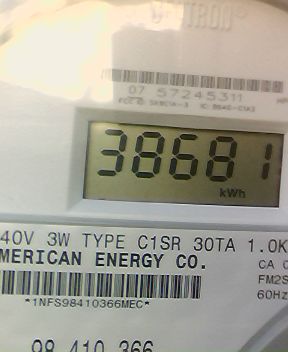 07 57245311
38681
kWh
40V 3W TYPE C1SR 30TA 1.0K
MERICAN ENERGY CO.
CA 0
FM2S
60Hz
*1NFS98410366MEC*
98 410 366